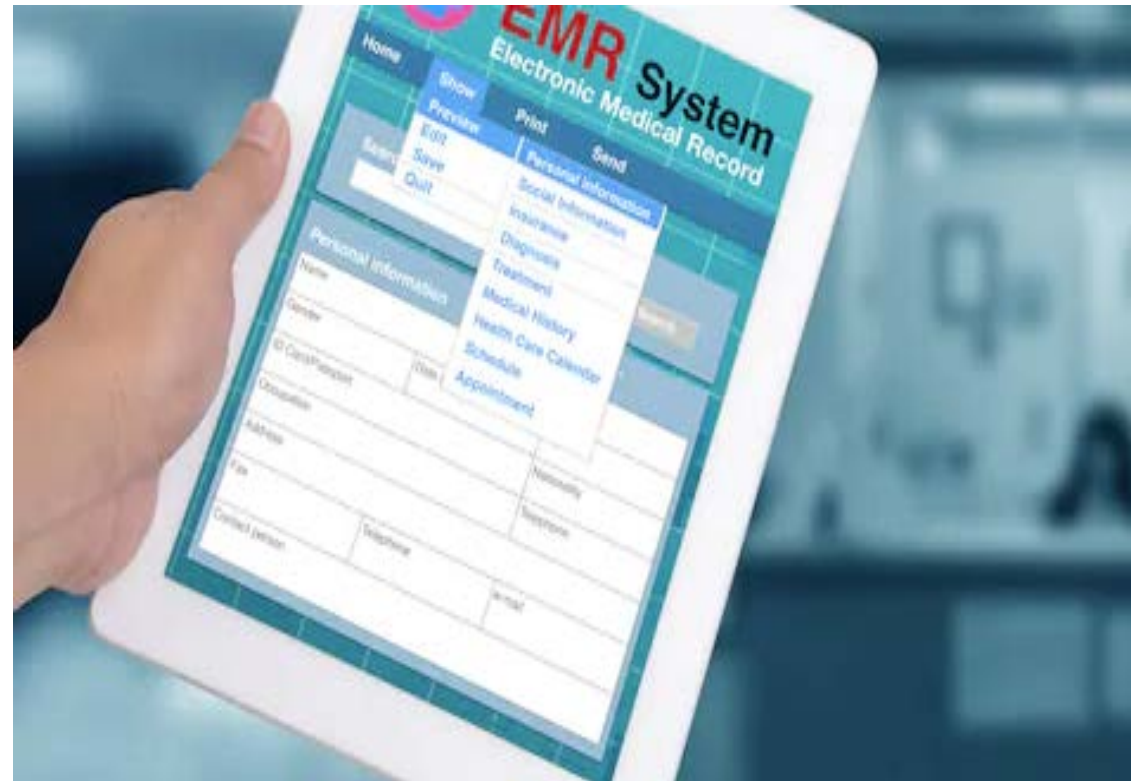 EMR System
Electronic Medical Record
Home
Show
Print
Send
Preview
Edit
Save
Quit
Personal Information
Social Information
Insurance
Diagnosis
Treatment
Medical History
Health Care Calender
Schedule
Appointment
Personal Information
Name
Gender
ID Card/Passport
Nationality
Occupation
Telephone
Address
Fax
Telephone
e-mail
Contact person